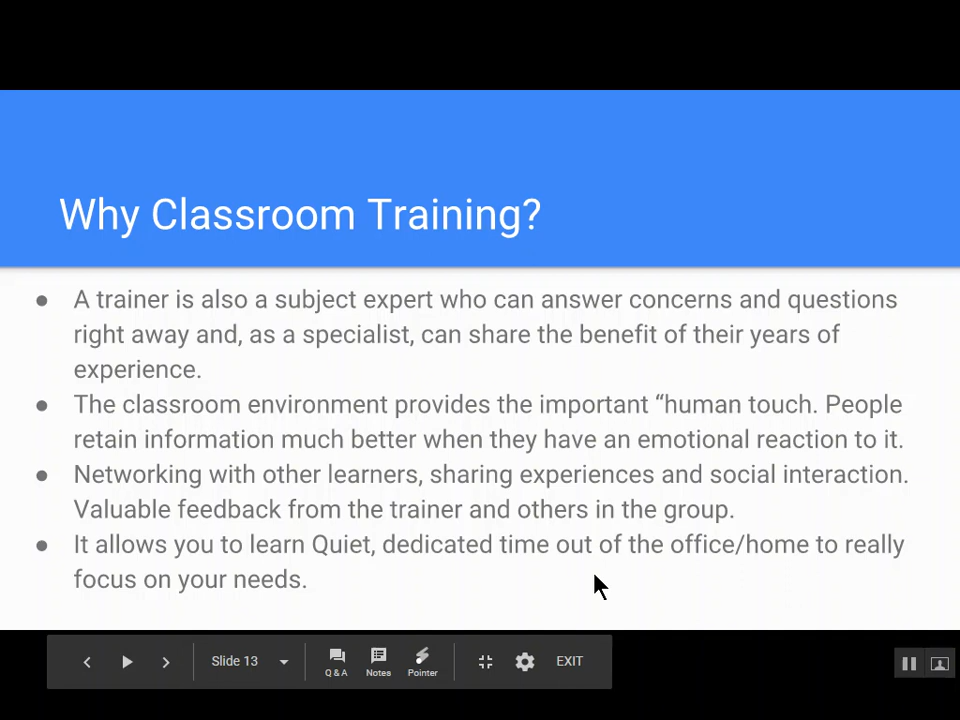 Why Classroom Training?
● A trainer is also a subject expert who can answer concerns and questions
right away and, as a specialist, can share the benefit of their years of
experience.
● The classroom environment provides the important “human touch. People
retain information much better when they have an emotional reaction to it.
● Networking with other learners, sharing experiences and social interaction.
Valuable feedback from the trainer and others in the group.
● It allows you to learn Quiet, dedicated time out of the office/home to really
focus on your needs.
Slide 13
Q & A
Notes
Pointer
EXIT